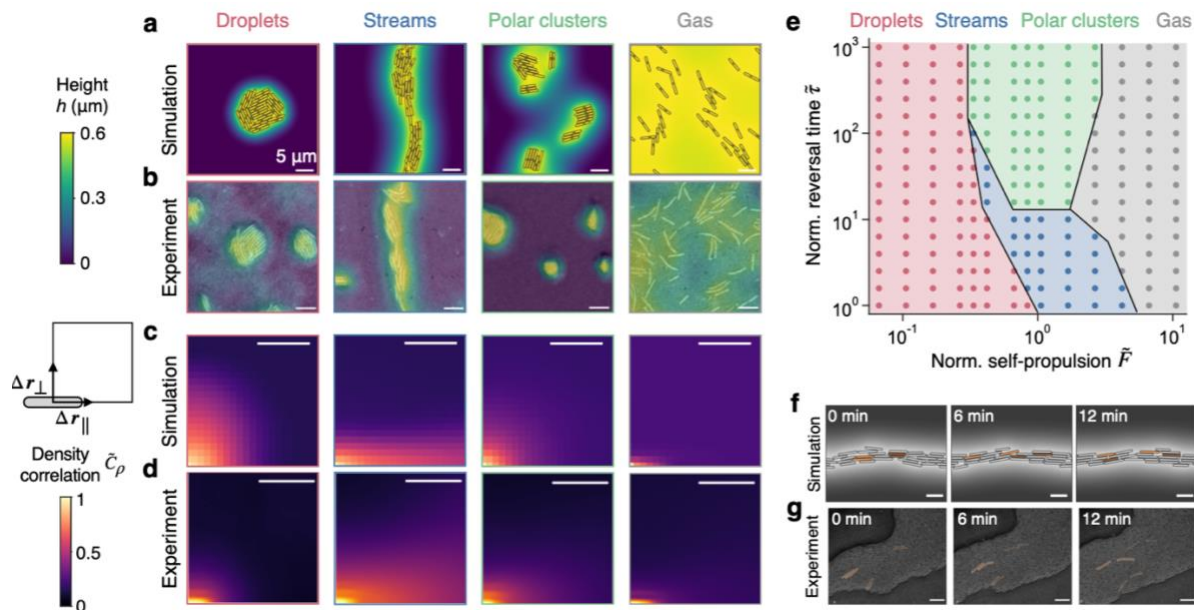 Droplets Streams Polar clusters Gas
a
Height
h (μm)
0.6
0.3
0
Simulation
5 μm
b
Experiment
c
Δr⊥
Δr∥
Simulation
Density
correlation C̃ρ
1
0.5
0
d
Experiment
e
Droplets Streams Polar clusters Gas
Norm. reversal time τ̃
10³
10²
10¹
10⁰
10⁻¹ 10⁰ 10¹
Norm. self-propulsion F̃
f
Simulation
0 min 6 min 12 min
g
Experiment
0 min 6 min 12 min